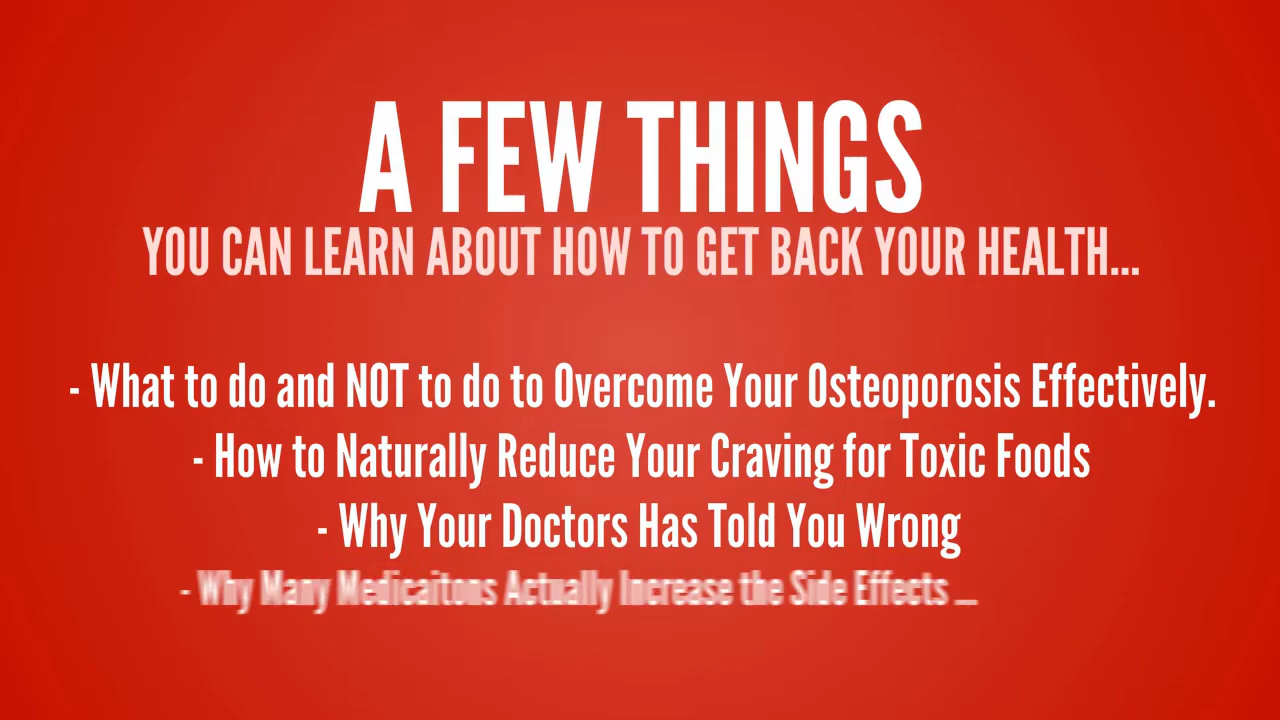 A FEW THINGS
YOU CAN LEARN ABOUT HOW TO GET BACK YOUR HEALTH...
- What to do and NOT to do to Overcome Your Osteoporosis Effectively.
- How to Naturally Reduce Your Craving for Toxic Foods
- Why Your Doctors Has Told You Wrong
- Why Many Medicaitons Actually Increase the Side Effects ...